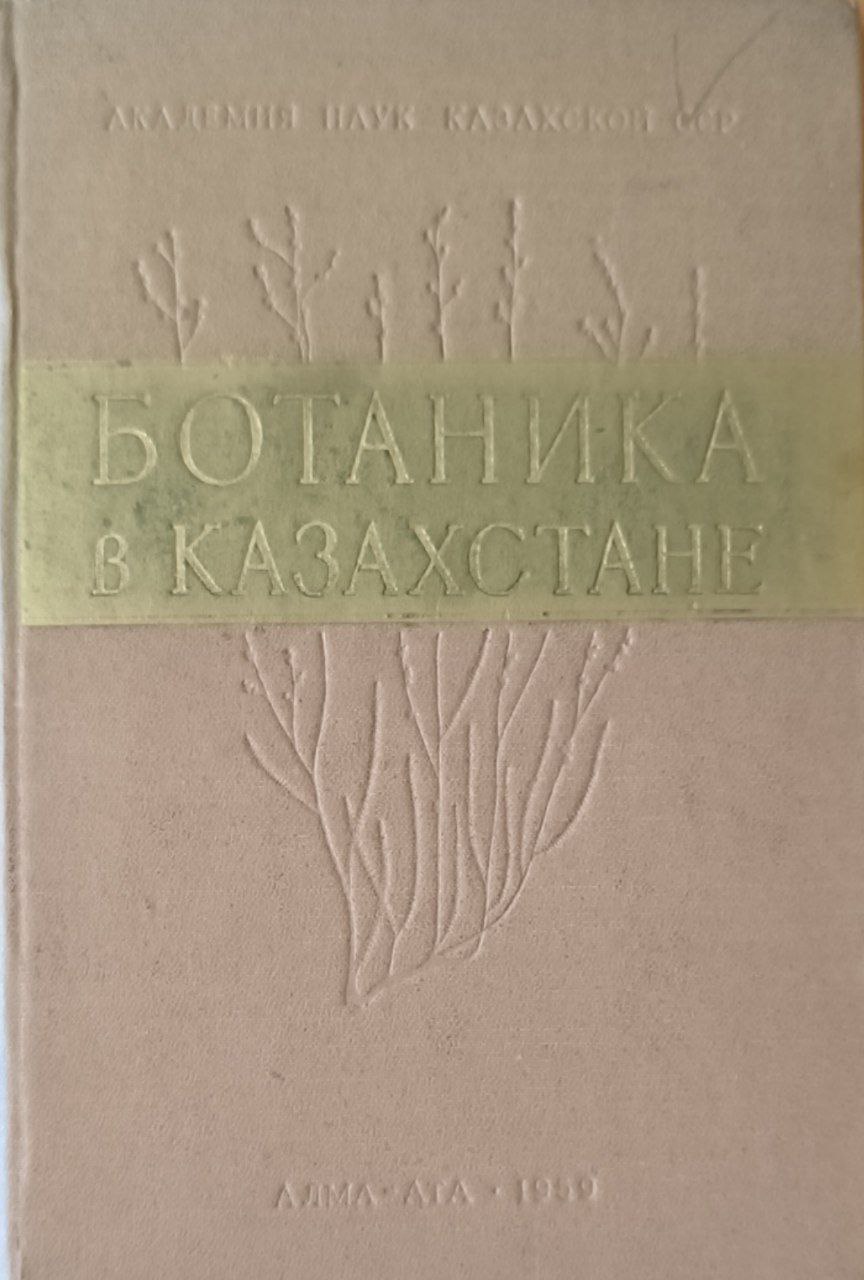 АКАДЕМИЯ НАУК КАЗАХСКОЙ ССР
БОТАНИКА
в КАЗАХСТАНЕ
АЛМА·АТА · 1959